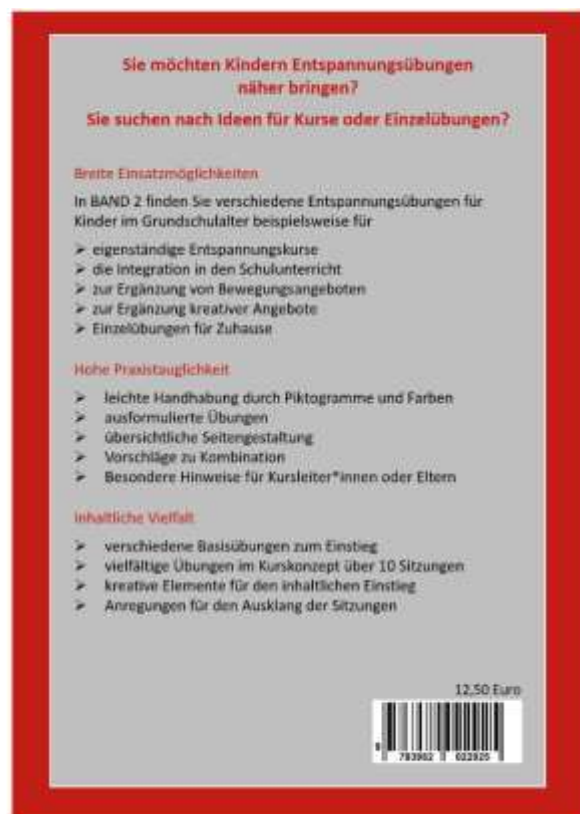 Sie möchten Kindern Entspannungsübungen
näher bringen?
Sie suchen nach Ideen für Kurse oder Einzelübungen?
Breite Einsatzmöglichkeiten
In BAND 2 finden Sie verschiedene Entspannungsübungen für
Kinder im Grundschulalter beispielsweise für
➢ eigenständige Entspannungskurse
➢ die Integration in den Schulunterricht
➢ zur Ergänzung von Bewegungsangeboten
➢ zur Ergänzung kreativer Angebote
➢ Einzelübungen für Zuhause
Hohe Praxistauglichkeit
➢ leichte Handhabung durch Piktogramme und Farben
➢ ausformulierte Übungen
➢ übersichtliche Seitengestaltung
➢ Vorschläge zu Kombination
➢ Besondere Hinweise für Kursleiter*innen oder Eltern
Inhaltliche Vielfalt
➢ verschiedene Basisübungen zum Einstieg
➢ vielfältige Übungen im Kurskonzept über 10 Sitzungen
➢ kreative Elemente für den inhaltlichen Einstieg
➢ Anregungen für den Ausklang der Sitzungen
12,50 Euro
9 783982 022925